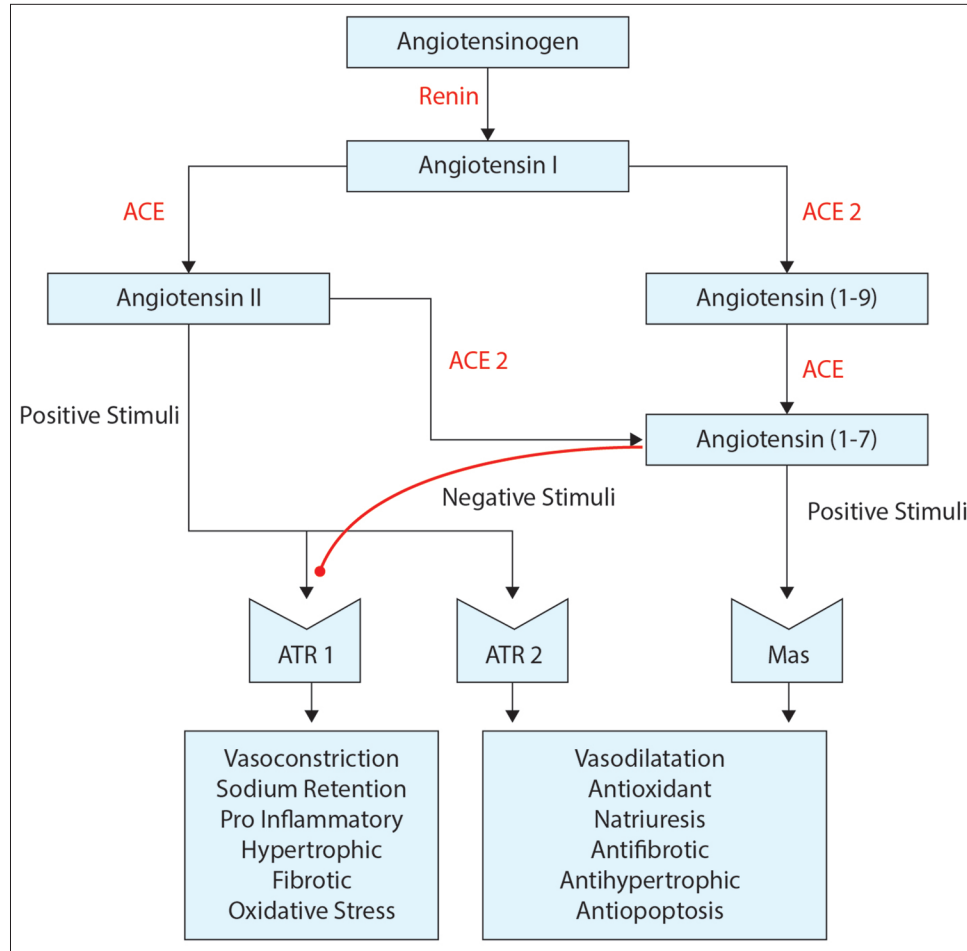 Angiotensinogen
Renin
Angiotensin I
ACE
ACE 2
Angiotensin II
Angiotensin (1-9)
ACE 2
ACE
Positive Stimuli
Angiotensin (1-7)
Negative Stimuli
Positive Stimuli
ATR 1
ATR 2
Mas
Vasoconstriction
Sodium Retention
Pro Inflammatory
Hypertrophic
Fibrotic
Oxidative Stress
Vasodilatation
Antioxidant
Natriuresis
Antifibrotic
Antihypertrophic
Antiopoptosis